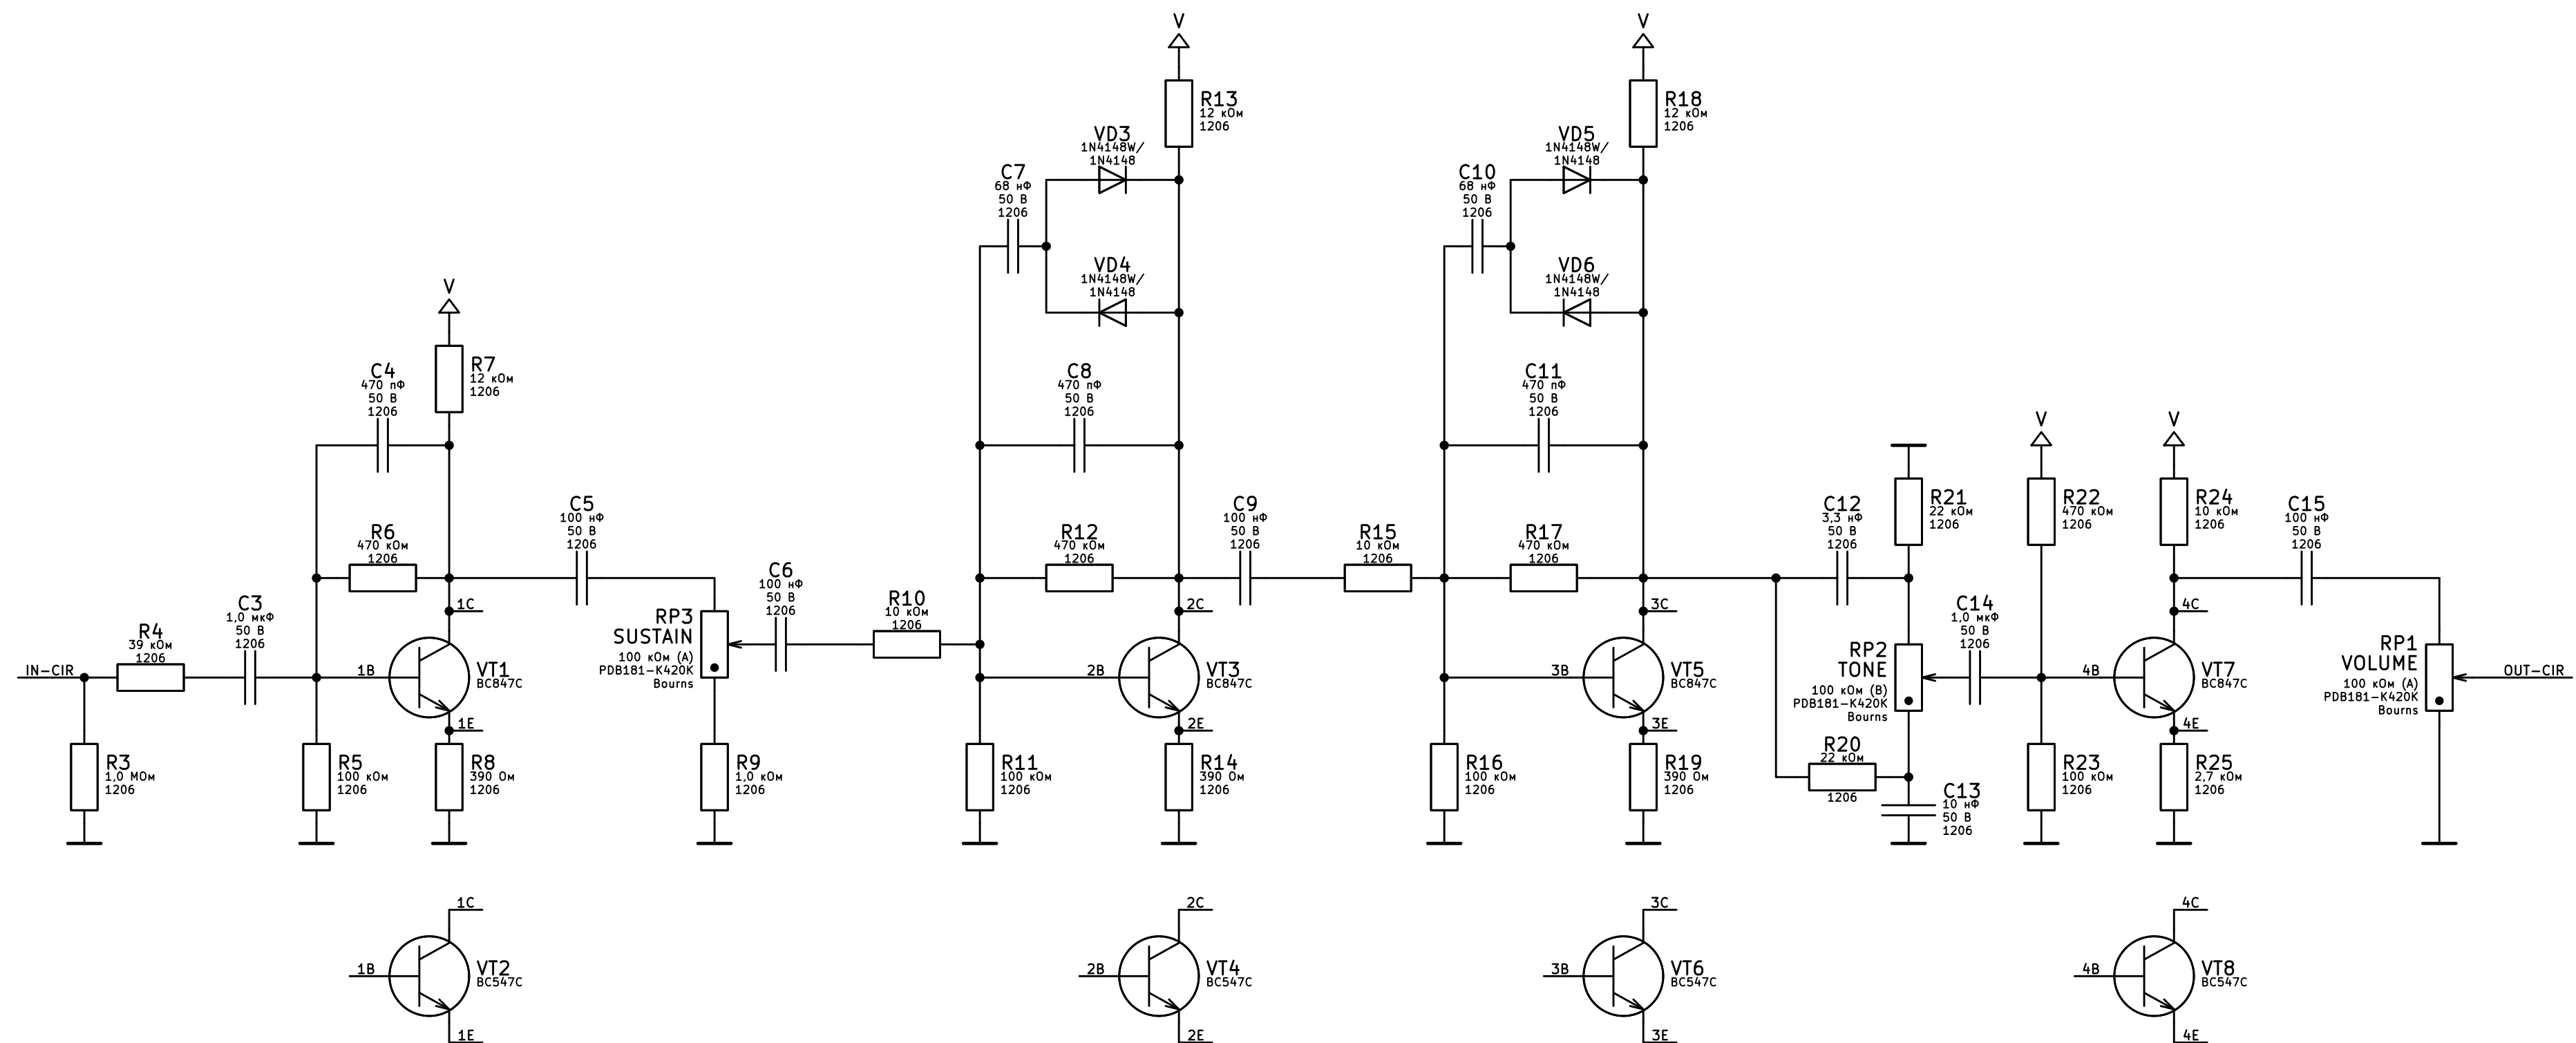 V
V
R13
12 кОм
1206
R18
12 кОм
1206
VD3
1N4148W/
1N4148
VD5
1N4148W/
1N4148
C7
68 нФ
50 В
1206
C10
68 нФ
50 В
1206
VD4
1N4148W/
1N4148
VD6
1N4148W/
1N4148
V
R7
12 кОм
1206
C4
470 пФ
50 В
1206
C8
470 пФ
50 В
1206
C11
470 пФ
50 В
1206
V
V
C5
100 нФ
50 В
1206
C9
100 нФ
50 В
1206
C12
3,3 нФ
50 В
1206
R21
22 кОм
1206
R22
470 кОм
1206
R24
10 кОм
1206
C15
100 нФ
50 В
1206
R6
470 кОм
1206
R12
470 кОм
1206
R15
10 кОм
1206
R17
470 кОм
1206
C6
100 нФ
50 В
1206
R10
10 кОм
1206
C3
1,0 мкФ
50 В
1206
C14
1,0 мкФ
50 В
1206
1C
2C
3C
4C
R4
39 кОм
1206
RP3
SUSTAIN
100 кОм (A)
PDB181-K420K
Bourns
RP2
TONE
100 кОм (B)
PDB181-K420K
Bourns
RP1
VOLUME
100 кОм (A)
PDB181-K420K
Bourns
IN-CIR
1B
VT1
BC847C
2B
VT3
BC847C
3B
VT5
BC847C
4B
VT7
BC847C
OUT-CIR
1E
2E
3E
4E
R3
1,0 МОм
1206
R5
100 кОм
1206
R8
390 Ом
1206
R9
1,0 кОм
1206
R11
100 кОм
1206
R14
390 Ом
1206
R16
100 кОм
1206
R19
390 Ом
1206
R20
22 кОм
1206
C13
10 нФ
50 В
1206
R23
100 кОм
1206
R25
2,7 кОм
1206
1C
2C
3C
4C
1B
VT2
BC547C
2B
VT4
BC547C
3B
VT6
BC547C
4B
VT8
BC547C
1E
2E
3E
4E